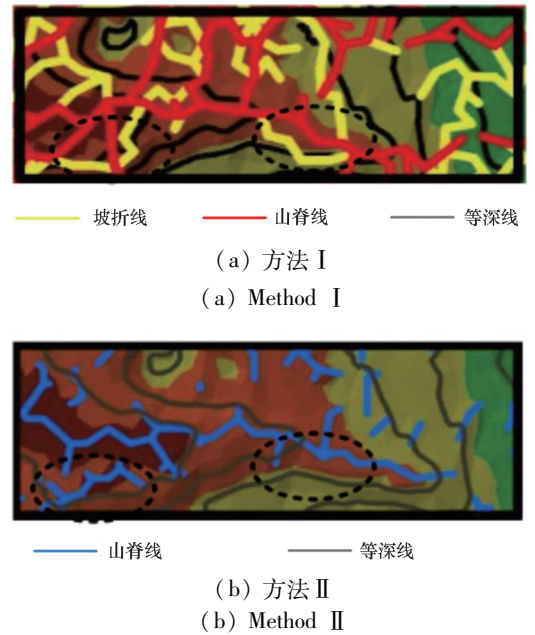 坡折线 山脊线 等深线
（a）方法Ⅰ
（a）Method Ⅰ
山脊线 等深线
（b）方法Ⅱ
（b）Method Ⅱ